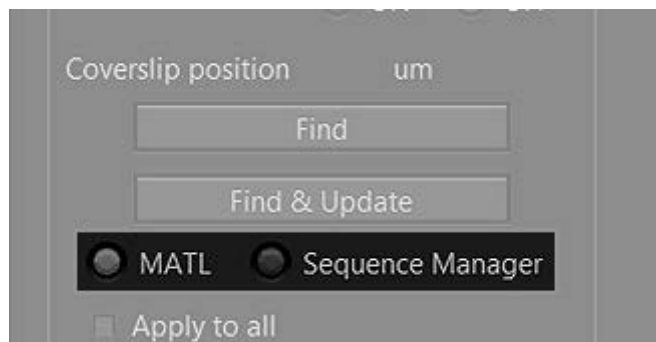 Coverslip position um
Find
Find & Update
MATL Sequence Manager
Apply to all